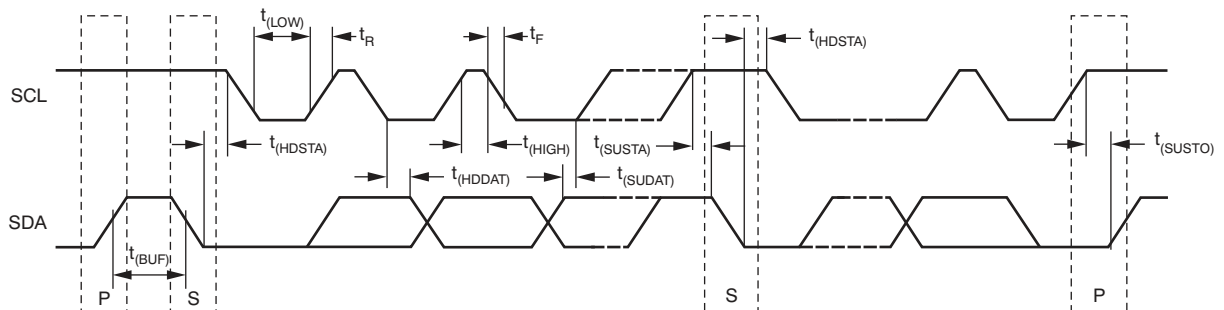 t(LOW)
tR
tF
t(HDSTA)
SCL
t(HDSTA)
t(HIGH)
t(SUSTA)
t(SUSTO)
t(HDDAT)
t(SUDAT)
SDA
t(BUF)
P
S
S
P